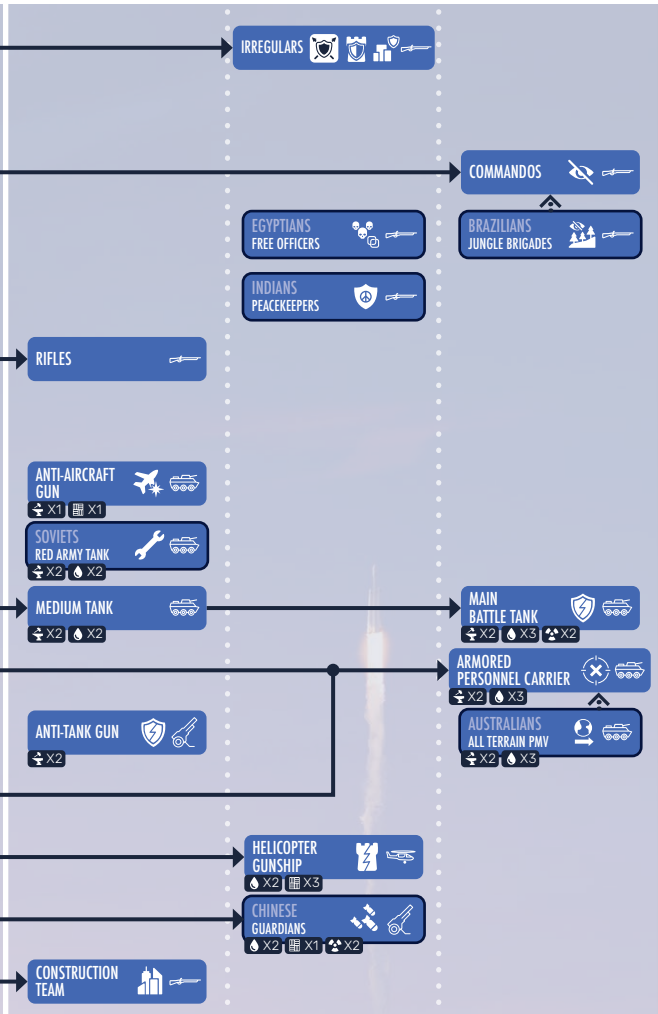 IRREGULARS
COMMANDOS
EGYPTIANS
FREE OFFICERS
BRAZILIANS
JUNGLE BRIGADES
INDIANS
PEACEKEEPERS
RIFLES
ANTI-AIRCRAFT
GUN
X1 X1
SOVIETS
RED ARMY TANK
X2 X2
MEDIUM TANK
X2 X2
MAIN
BATTLE TANK
X2 X3 X2
ARMORED
PERSONNEL CARRIER
X2 X3
ANTI-TANK GUN
X2
AUSTRALIANS
ALL TERRAIN PMV
X2 X3
HELICOPTER
GUNSHIP
X2 X3
CHINESE
GUARDIANS
X2 X1 X2
CONSTRUCTION
TEAM